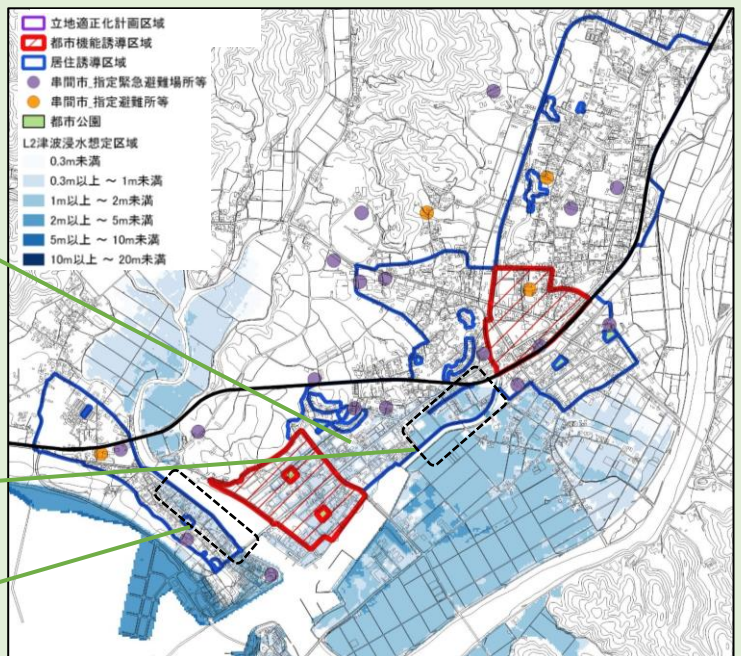 立地適正化計画区域
都市機能誘導区域
居住誘導区域
串間市_指定緊急避難場所等
串間市_指定避難所等
都市公園
L2津波浸水想定区域
0.3m未満
0.3m以上 ～ 1m未満
1m以上 ～ 2m未満
2m以上 ～ 5m未満
5m以上 ～ 10m未満
10m以上 ～ 20m未満